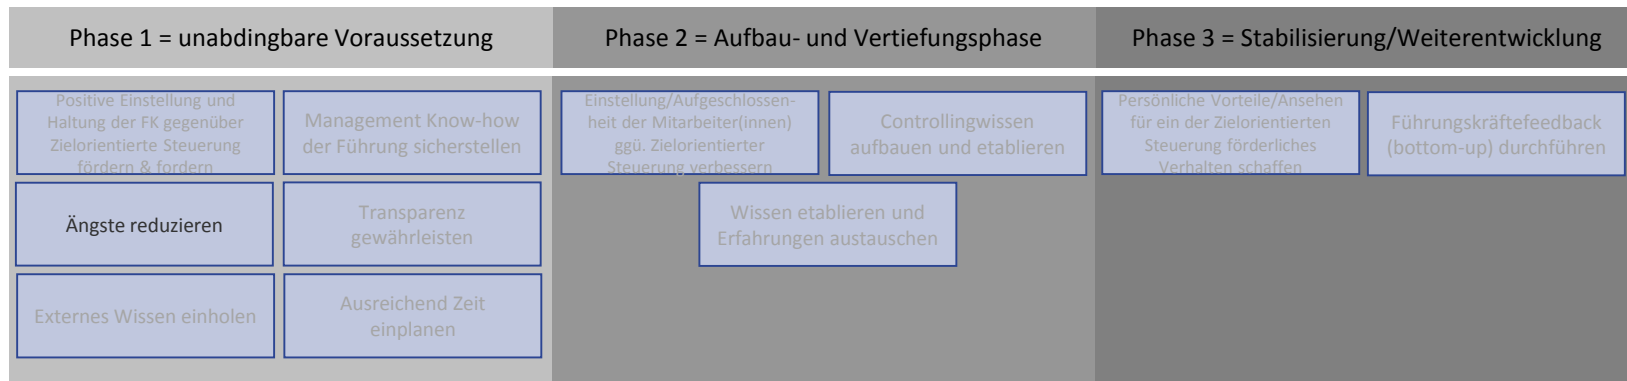 Phase 1 = unabdingbare Voraussetzung
Phase 2 = Aufbau- und Vertiefungsphase
Phase 3 = Stabilisierung/Weiterentwicklung
Positive Einstellung und
Haltung der FK gegenüber
Zielorientierte Steuerung
fördern & fordern
Management Know-how
der Führung sicherstellen
Ängste reduzieren
Transparenz
gewährleisten
Externes Wissen einholen
Ausreichend Zeit
einplanen
Einstellung/Aufgeschlossen-
heit der Mitarbeiter(innen)
ggü. Zielorientierter
Steuerung verbessern
Controllingwissen
aufbauen und etablieren
Wissen etablieren und
Erfahrungen austauschen
Persönliche Vorteile/Ansehen
für ein der Zielorientierten
Steuerung förderliches
Verhalten schaffen
Führungskräftefeedback
(bottom-up) durchführen